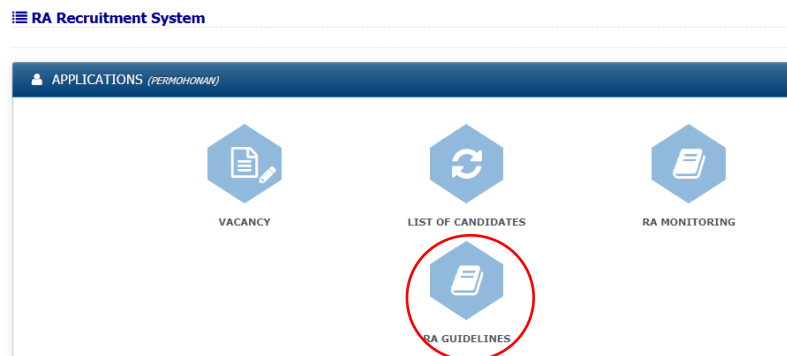 RA Recruitment System
APPLICATIONS (PERMOHONAN)
VACANCY
LIST OF CANDIDATES
RA MONITORING
RA GUIDELINES